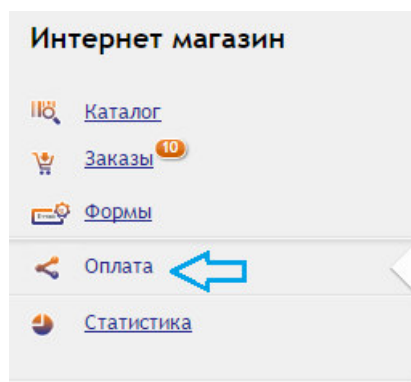 Интернет магазин
Каталог
Заказы 10
Формы
Оплата
Статистика